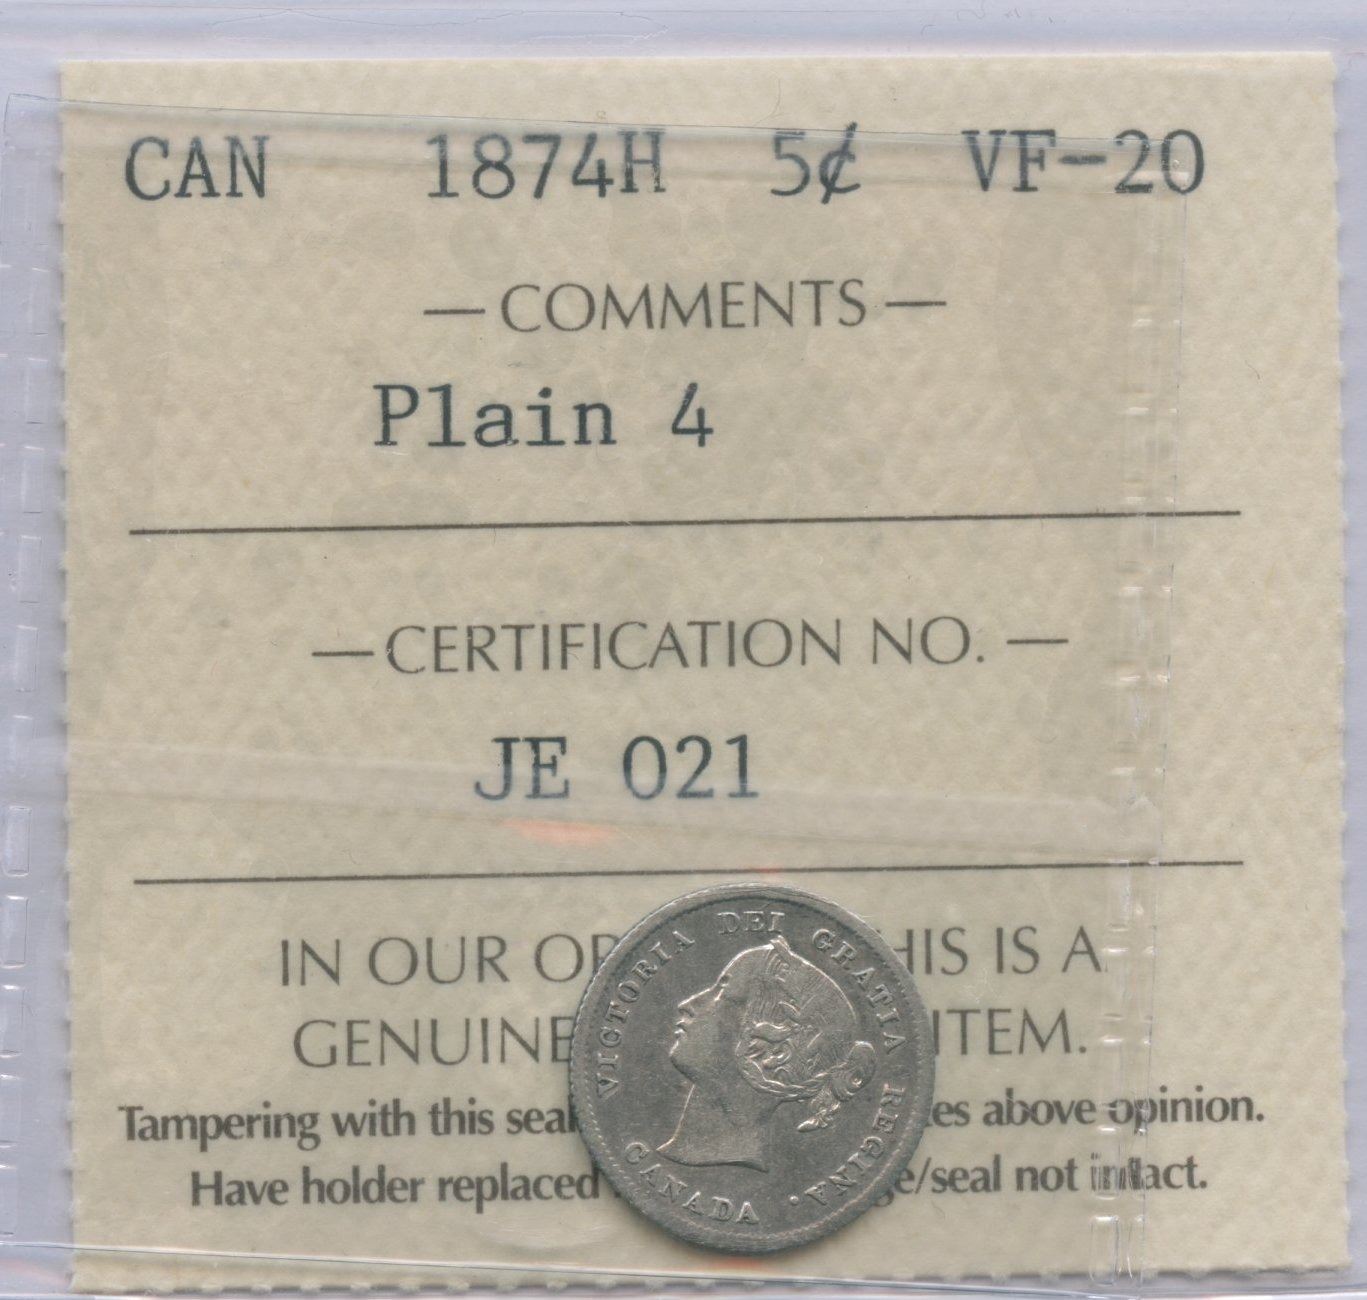 CAN 1874H 5¢ VF-20
— COMMENTS —
Plain 4
— CERTIFICATION NO. —
JE 021
IN OUR OP HIS IS A
GENUINE ITEM.
Tampering with this seal es above opinion.
Have holder replaced e/seal not intact.
VICTORIA DEI GRATIA REGINA ·
CANADA